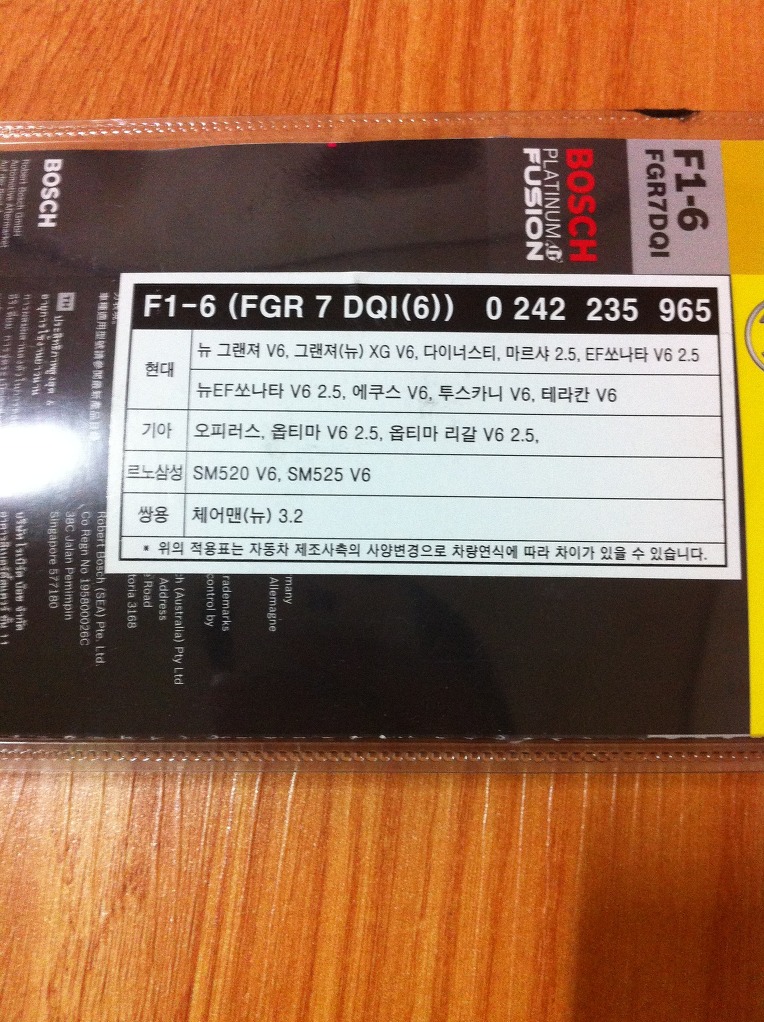 F1-6
FGR7DQI
BOSCH
PLATINUM
FUSION
F1-6 (FGR 7 DQI(6)) 0 242 235 965
현대 뉴 그랜져 V6, 그랜져(뉴) XG V6, 다이너스티, 마르샤 2.5, EF쏘나타 V6 2.5
뉴EF쏘나타 V6 2.5, 에쿠스 V6, 투스카니 V6, 테라칸 V6
기아 오피러스, 옵티마 V6 2.5, 옵티마 리갈 V6 2.5,
르노삼성 SM520 V6, SM525 V6
쌍용 체어맨(뉴) 3.2
* 위의 적용표는 자동차 제조사측의 사양변경으로 차량연식에 따라 차이가 있을 수 있습니다.
BOSCH
Robert Bosch GmbH
Automotive Aftermarket
many
Allemagne
rademarks
control by
ch (Australia) Pty Ltd
Address
e Road
toria 3168
Robert Bosch (SEA) Pte. Ltd.
Co Regn No 195800026C
38C Jalan Pemimpin
Singapore 577180
TH